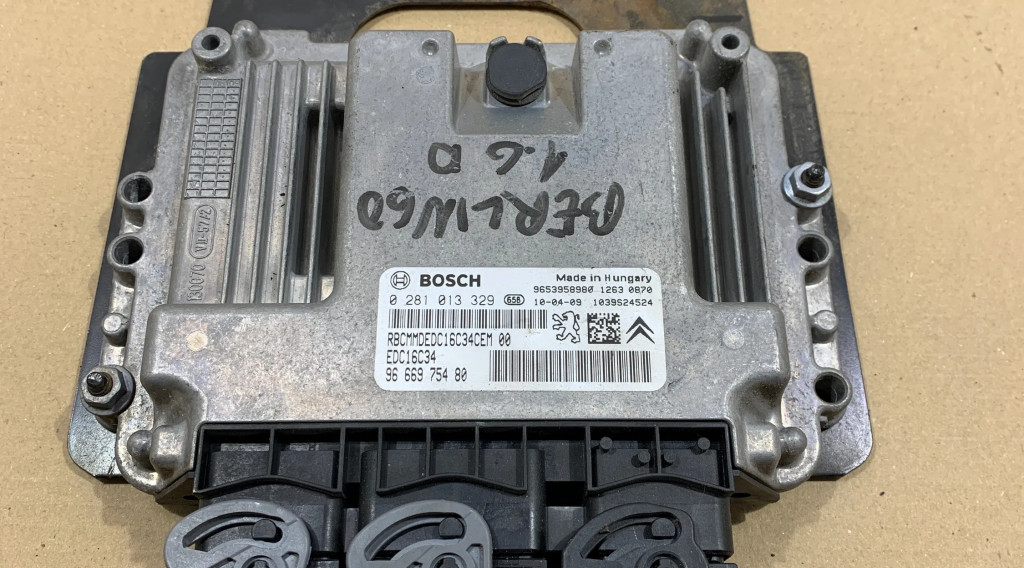 BERLINGO
1.6 D
BOSCH
Made in Hungary
9653958980 1263 0870
0 281 013 329 65B
10-04-09 1039S24524
RBCMMDEDC16C34CEM 00
EDC16C34
96 669 754 80